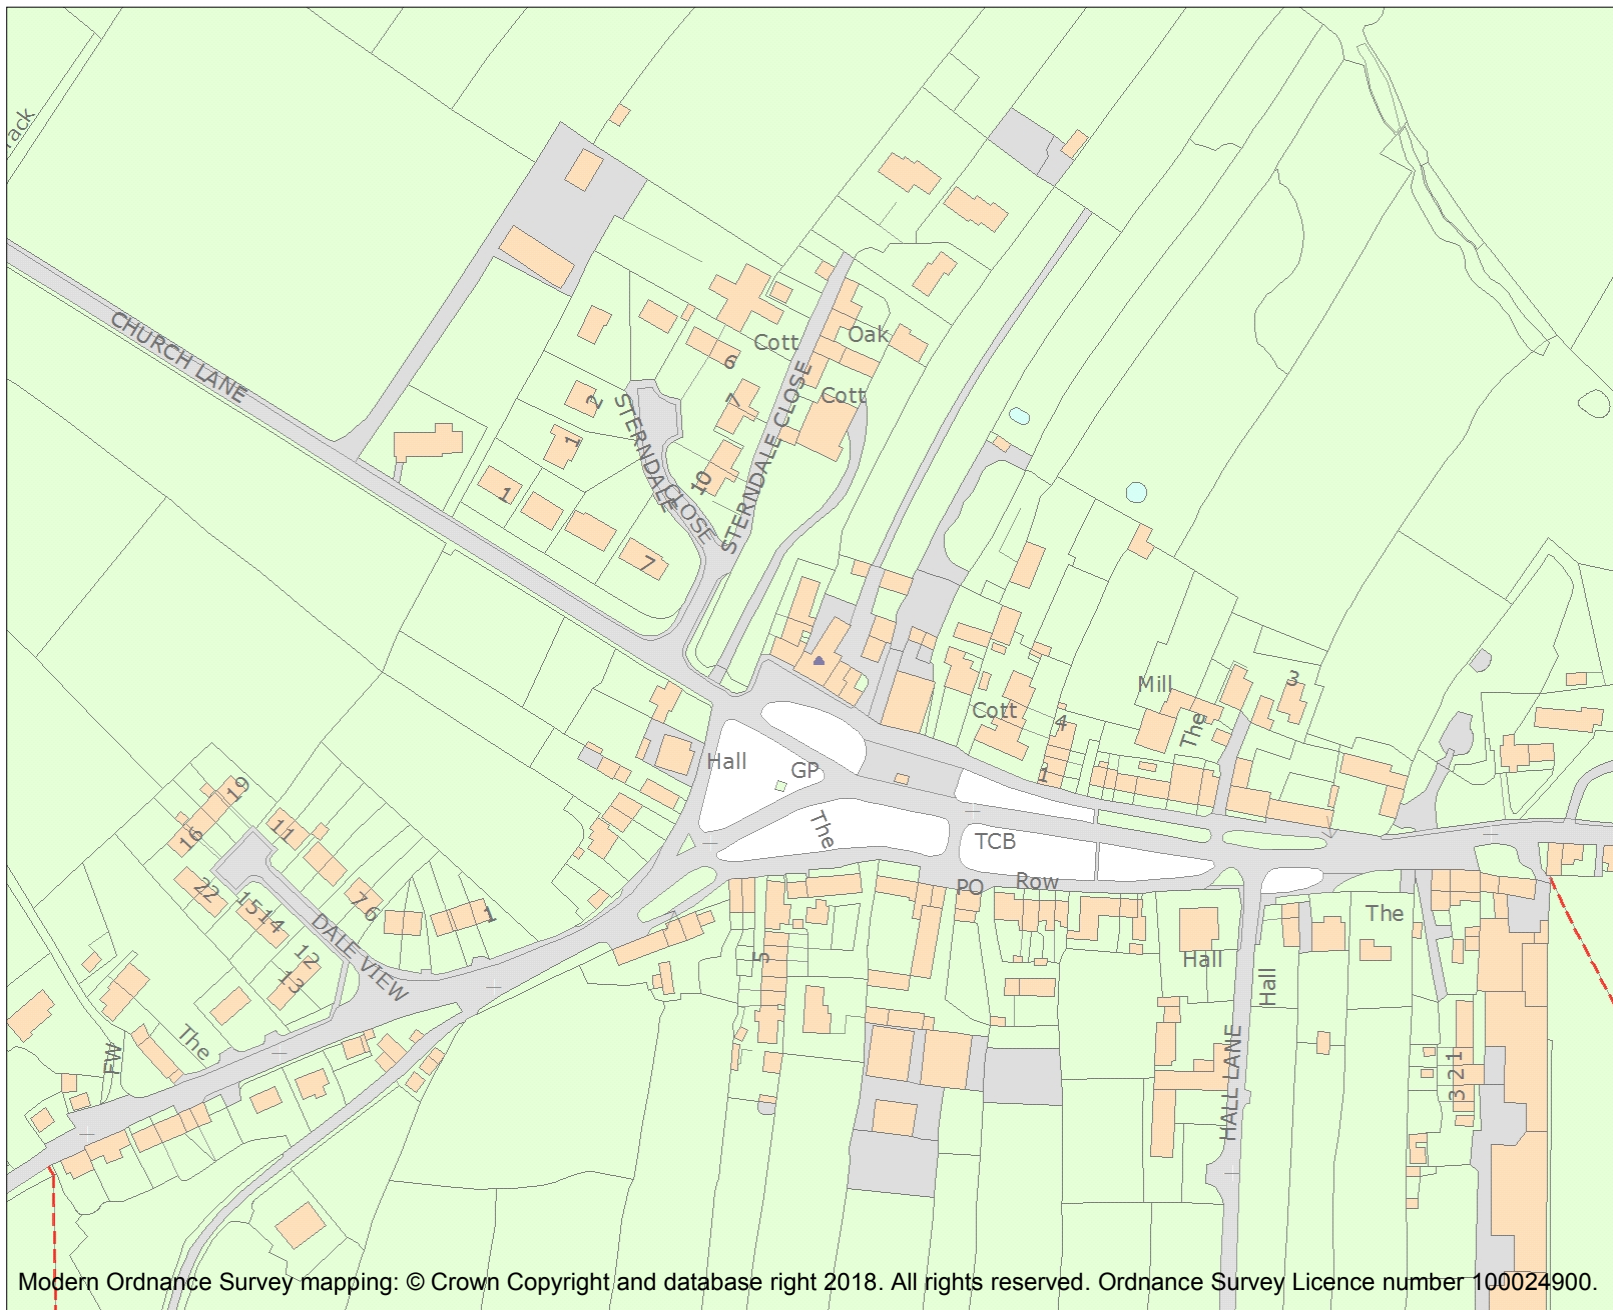 rack
CHURCH LANE
Cott
Oak
6
Cott
2
7
STERNDALE
CLOSE
STERNDALE CLOSE
1
1
10
7
Mill
3
Cott
4
The
Hall
GP
1
19
11
16
The
TCB
22
7
6
PO
Row
15
14
1
The
DALE VIEW
12
5
Hall
Hall
13
The
FW
HALL LANE
1
2
3
Modern Ordnance Survey mapping: © Crown Copyright and database right 2018. All rights reserved. Ordnance Survey Licence number 100024900.